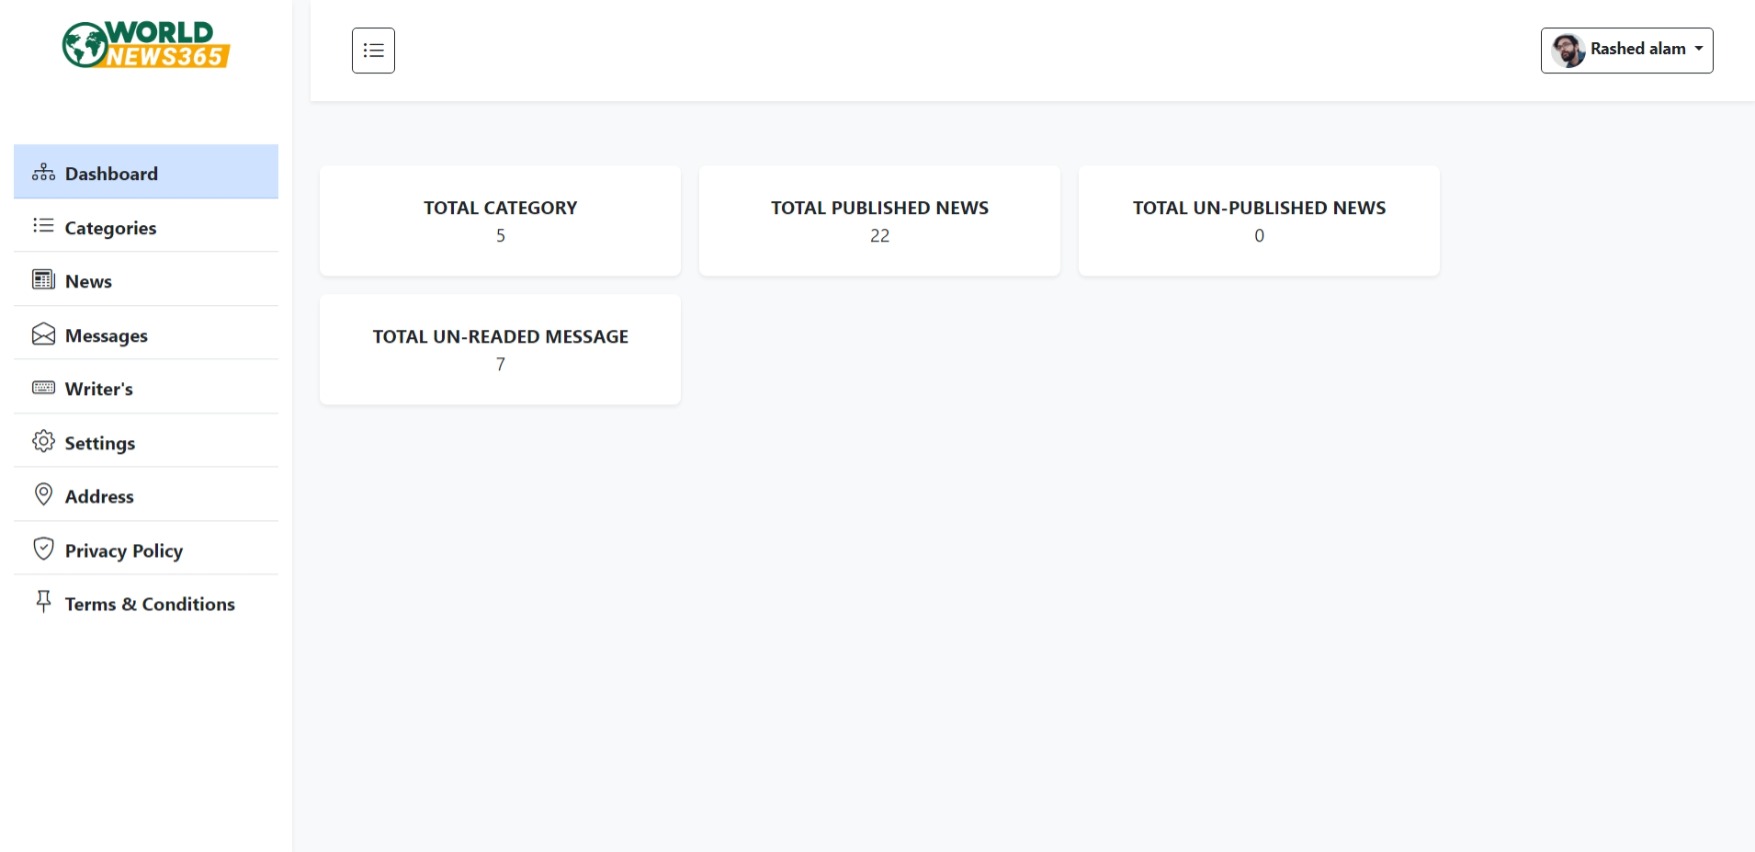 WORLD
NEWS365
Rashed alam
Dashboard
Categories
News
Messages
Writer's
Settings
Address
Privacy Policy
Terms & Conditions
TOTAL CATEGORY
5
TOTAL PUBLISHED NEWS
22
TOTAL UN-PUBLISHED NEWS
0
TOTAL UN-READED MESSAGE
7